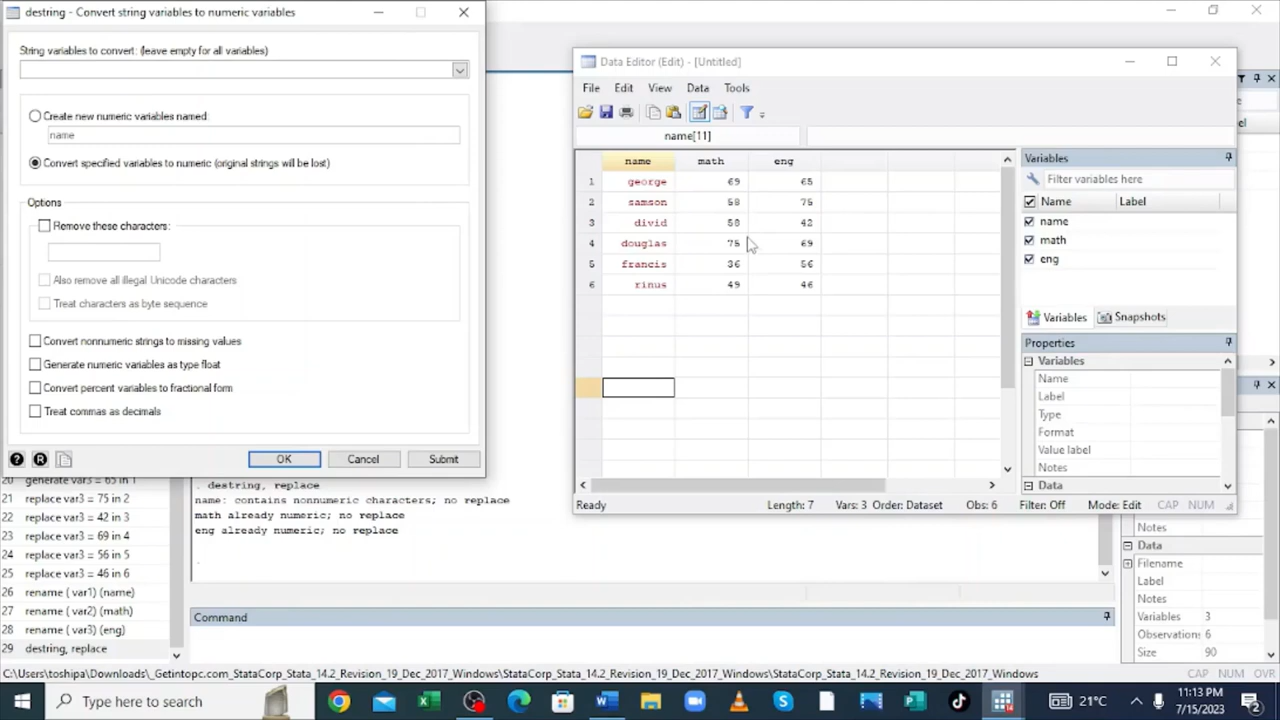 destring - Convert string variables to numeric variables
String variables to convert: (leave empty for all variables)
Create new numeric variables named:
name
Convert specified variables to numeric (original strings will be lost)
Options
Remove these characters:
Also remove all illegal Unicode characters
Treat characters as byte sequence
Convert nonnumeric strings to missing values
Generate numeric variables as type float
Convert percent variables to fractional form
Treat commas as decimals
OK Cancel Submit
Data Editor (Edit) - [Untitled]
File Edit View Data Tools
name[11]
name math eng
1 george 69 65
2 samson 58 75
3 divid 58 42
4 douglas 75 69
5 francis 36 56
6 rinus 49 46
Variables
Filter variables here
Name Label
name
math
eng
Variables Snapshots
Properties
Variables
Name
Label
Type
Format
Value label
Notes
Data
Ready Length: 7 Vars: 3 Order: Dataset Obs: 6 Filter: Off Mode: Edit CAP NUM
20 generate var3 = 65 in 1
21 replace var3 = 75 in 2
22 replace var3 = 42 in 3
23 replace var3 = 69 in 4
24 replace var3 = 56 in 5
25 replace var3 = 46 in 6
26 rename ( var1) (name)
27 rename ( var2) (math)
28 rename ( var3) (eng)
29 destring, replace
. destring, replace
name: contains nonnumeric characters; no replace
math already numeric; no replace
eng already numeric; no replace
.
Command
Notes
Data
Filename
Label
Notes
Variables 3
Observations 6
Size 90
C:\Users\toshipa\Downloads\_Getintopc.com_StataCorp_Stata_14.2_Revision_19_Dec_2017_Windows\StataCorp_Stata_14.2_Revision_19_Dec_2017_Windows\StataCorp_Stata_14.2_Revision_19_Dec_2017_Windows
CAP NUM OVR
Type here to search
21°C
11:13 PM
7/15/2023
2